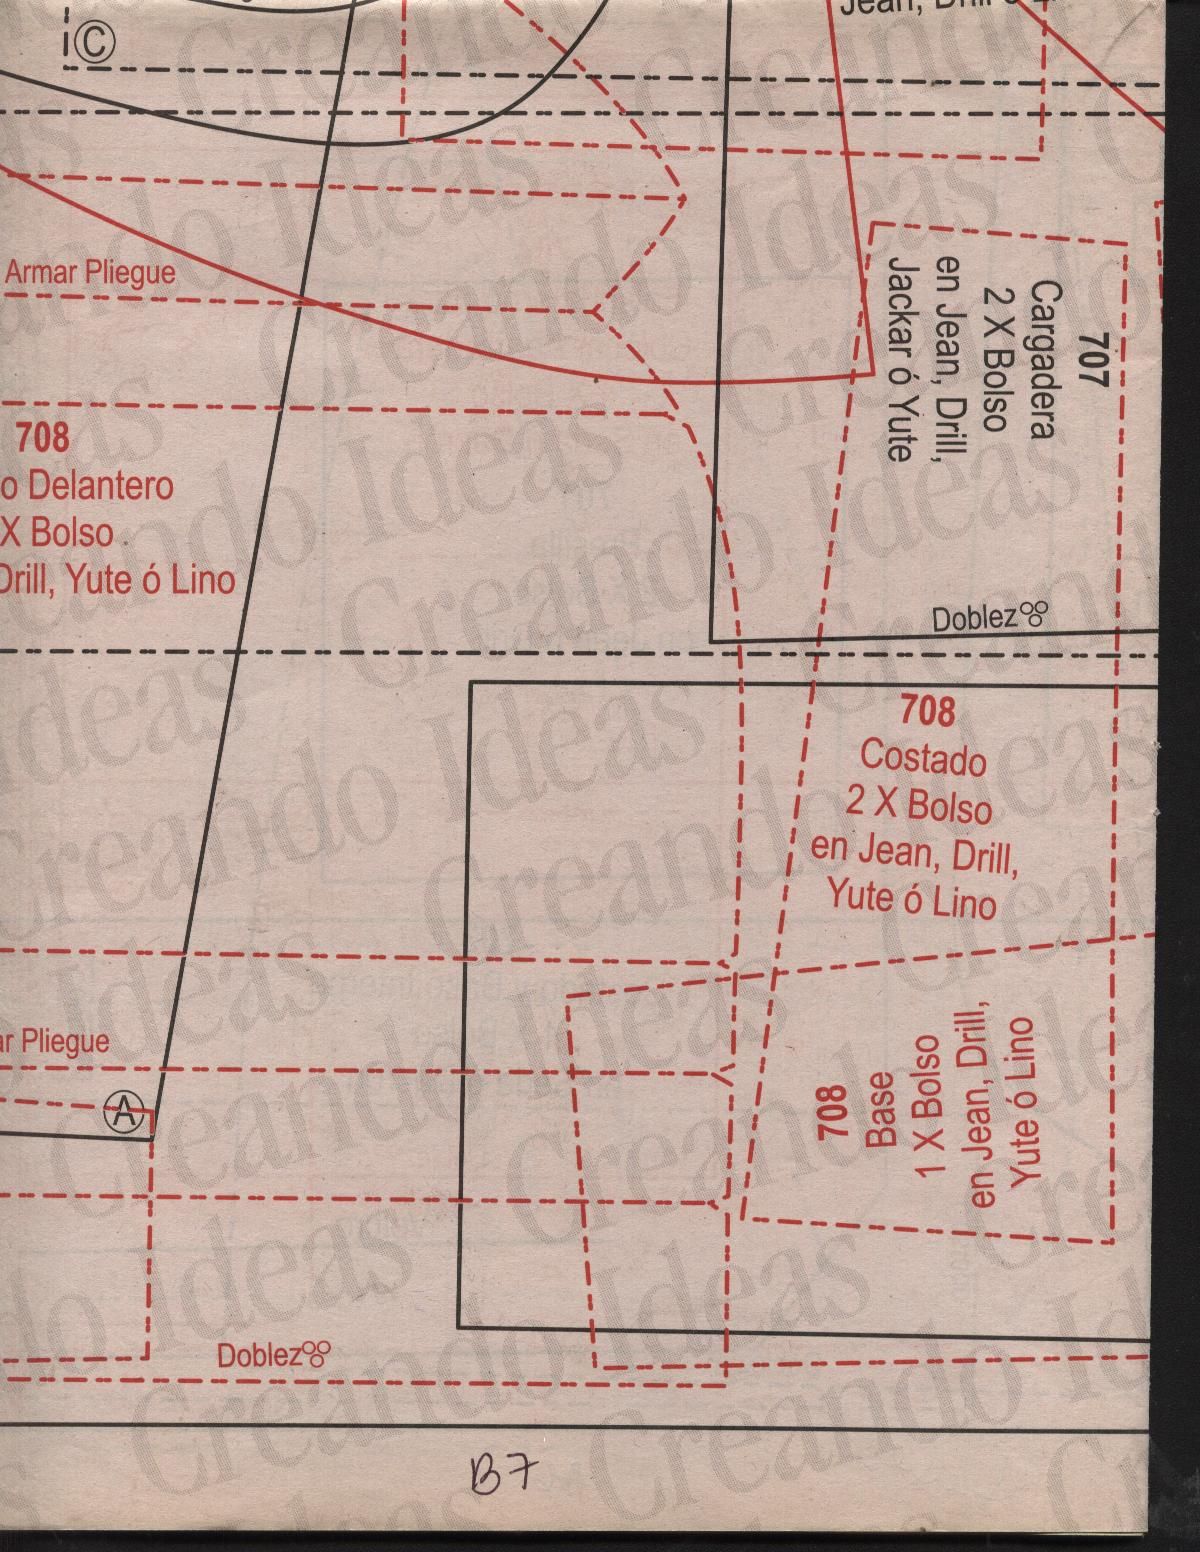 Jean, Drill ó
C
Armar Pliegue
707
Cargadera
2 X Bolso
en Jean, Drill,
Jackar ó Yute
708
o Delantero
X Bolso
Drill, Yute ó Lino
Doblez
708
Costado
2 X Bolso
en Jean, Drill,
Yute ó Lino
708
Base
1 X Bolso
en Jean, Drill,
Yute ó Lino
ar Pliegue
A
Doblez
B7
Creando Ideas